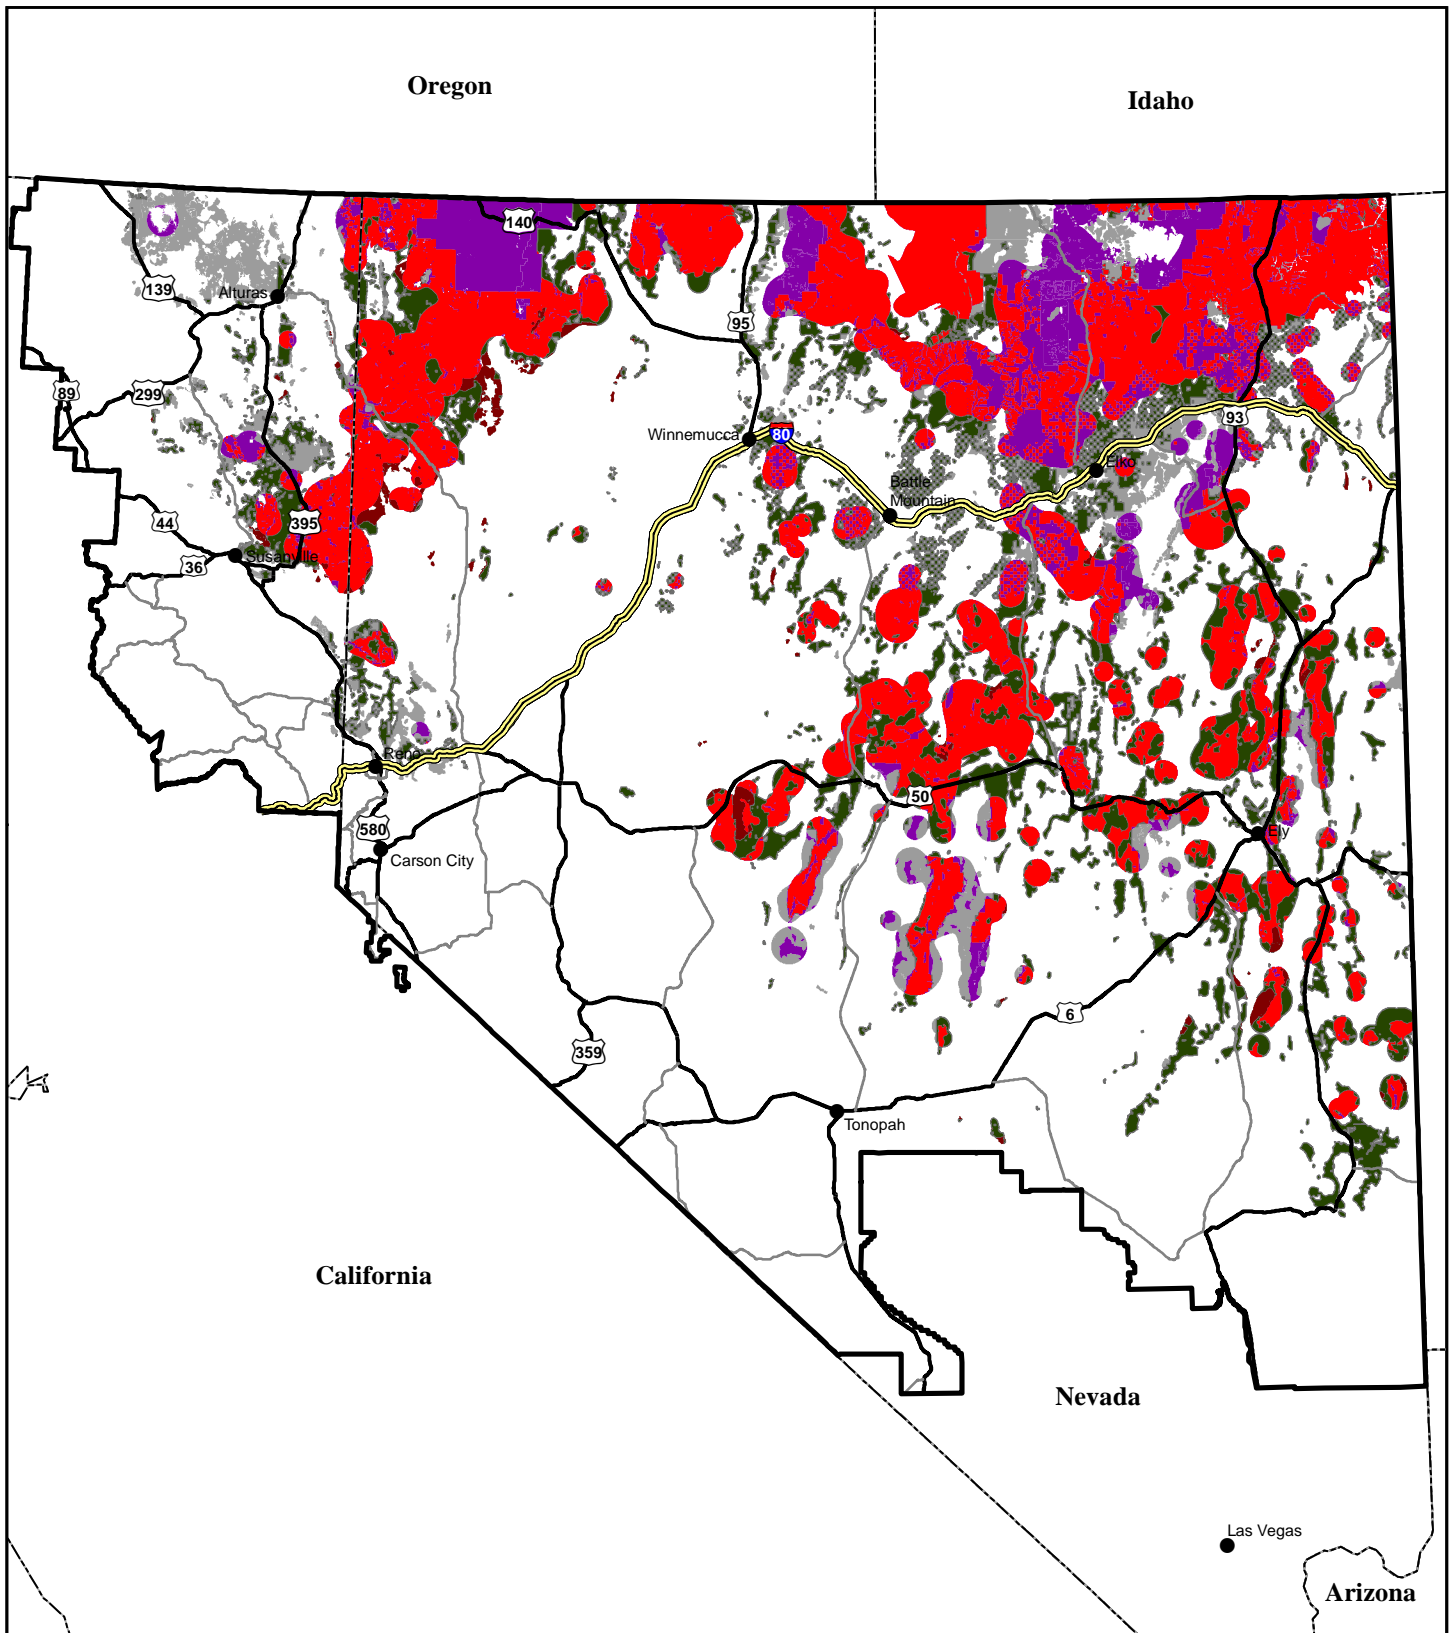 Oregon
Idaho
140
139
Alturas
95
89
299
93
Winnemucca
80
Elko
Battle
Mountain
44
395
36
Susanville
Reno
50
580
Carson City
Ely
6
359
Tonopah
California
Nevada
Las Vegas
Arizona